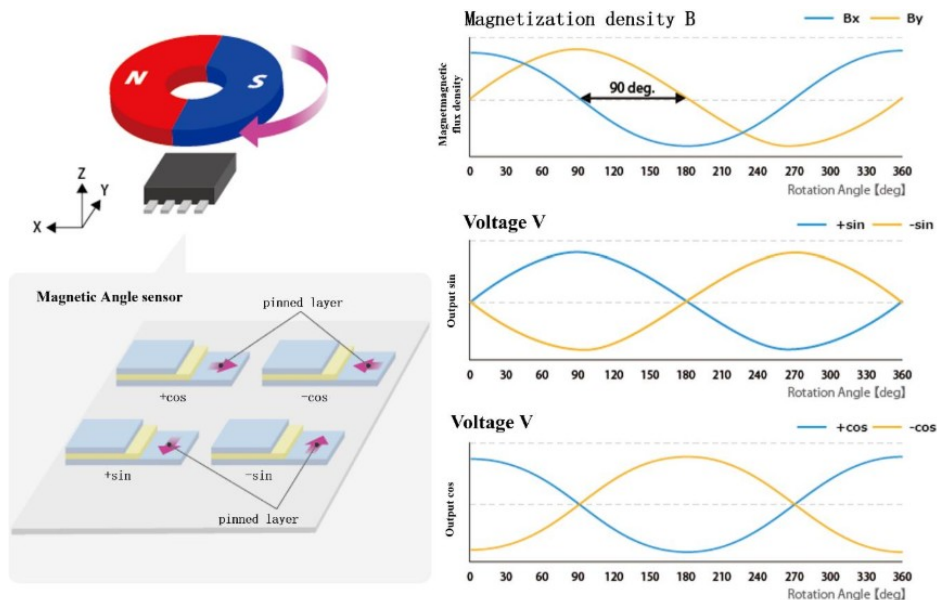 N
S
Z
Y
X
Magnetic Angle sensor
pinned layer
+cos
-cos
+sin
-sin
pinned layer
Magnetization density B
Bx
By
Magnetmagnetic
flux density
90 deg.
0 30 60 90 120 150 180 210 240 270 300 330 360
Rotation Angle【deg】
Voltage V
+sin
-sin
Output sin
0 30 60 90 120 150 180 210 240 270 300 330 360
Rotation Angle【deg】
Voltage V
+cos
-cos
Output cos
0 30 60 90 120 150 180 210 240 270 300 330 360
Rotation Angle【deg】